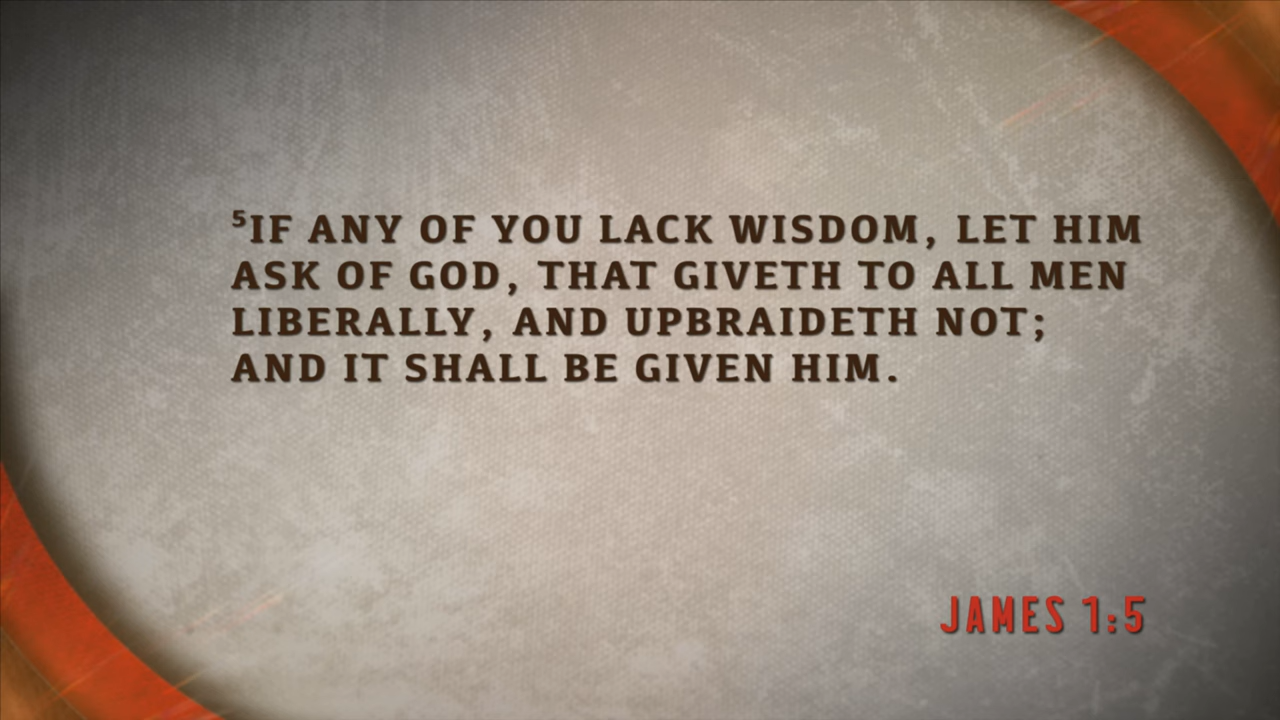 ⁵IF ANY OF YOU LACK WISDOM, LET HIM
ASK OF GOD, THAT GIVETH TO ALL MEN
LIBERALLY, AND UPBRAIDETH NOT;
AND IT SHALL BE GIVEN HIM.
JAMES 1:5